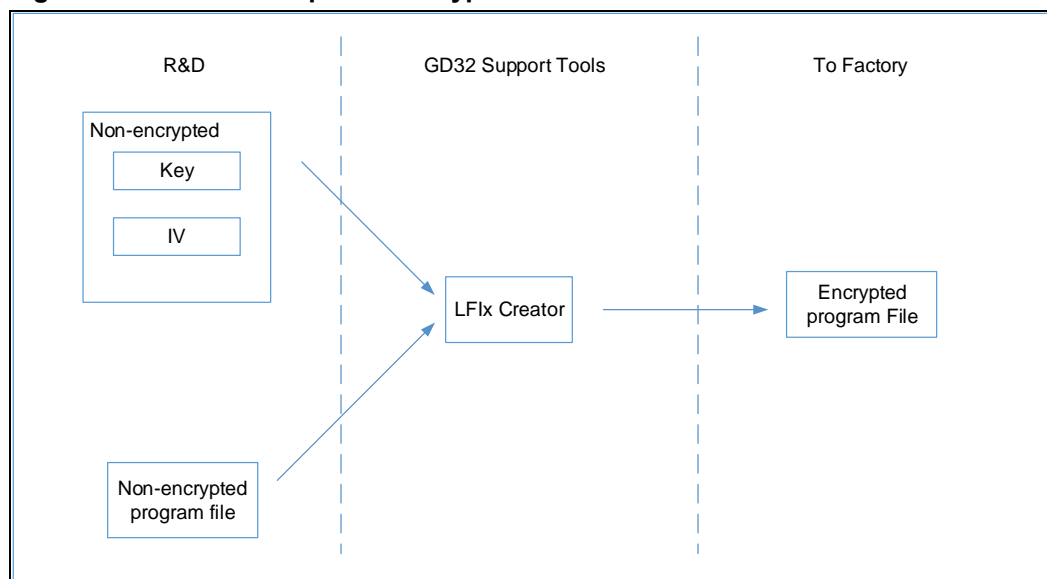 R&D
GD32 Support Tools
To Factory
Non-encrypted
Key
IV
LFIx Creator
Encrypted
program File
Non-encrypted
program file